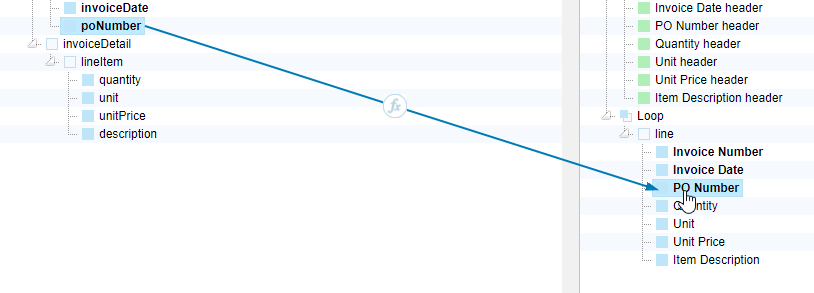 invoiceDate
poNumber
invoiceDetail
lineItem
quantity
unit
unitPrice
description
fx
Invoice Date header
PO Number header
Quantity header
Unit header
Unit Price header
Item Description header
Loop
line
Invoice Number
Invoice Date
PO Number
Quantity
Unit
Unit Price
Item Description